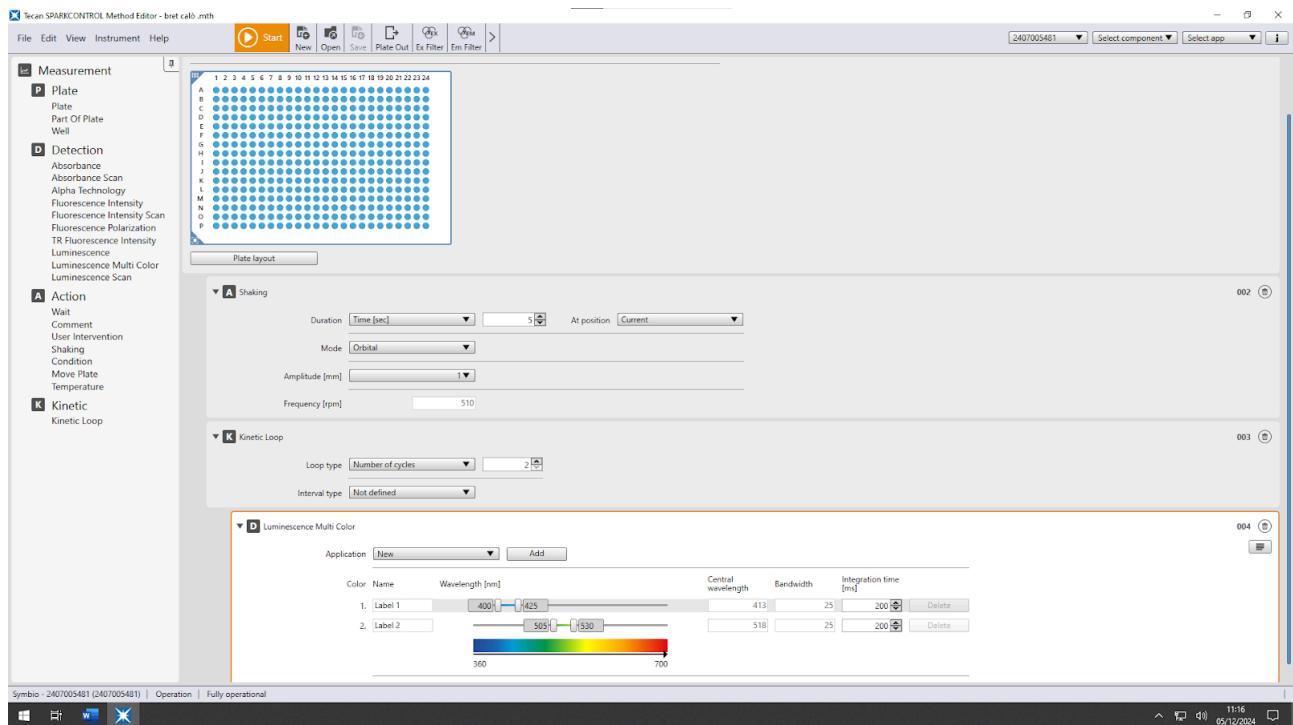 Tecan SPARKCONTROL Method Editor - bret calò .mth
File Edit View Instrument Help
Start
New Open Save Plate Out Ex Filter Em Filter
2407005481 Select component Select app i
Measurement
P Plate
Plate
Part Of Plate
Well
D Detection
Absorbance
Absorbance Scan
Alpha Technology
Fluorescence Intensity
Fluorescence Intensity Scan
Fluorescence Polarization
TR Fluorescence Intensity
Luminescence
Luminescence Multi Color
Luminescence Scan
A Action
Wait
Comment
User Intervention
Shaking
Condition
Move Plate
Temperature
K Kinetic
Kinetic Loop
1 2 3 4 5 6 7 8 9 10 11 12 13 14 15 16 17 18 19 20 21 22 23 24
A
B
C
D
E
F
G
H
I
J
K
L
M
N
O
P
Plate layout
A Shaking 002
Duration Time [sec] 5 At position Current
Mode Orbital
Amplitude [mm] 1
Frequency [rpm] 510
K Kinetic Loop 003
Loop type Number of cycles 2
Interval type Not defined
D Luminescence Multi Color 004
Application New Add
Color Name Wavelength [nm] Central wavelength Bandwidth Integration time [ms]
1. Label 1 400 425 413 25 200 Delete
2. Label 2 505 530 518 25 200 Delete
360 700
Symbio - 2407005481 (2407005481) | Operation | Fully operational
11:16
05/12/2024